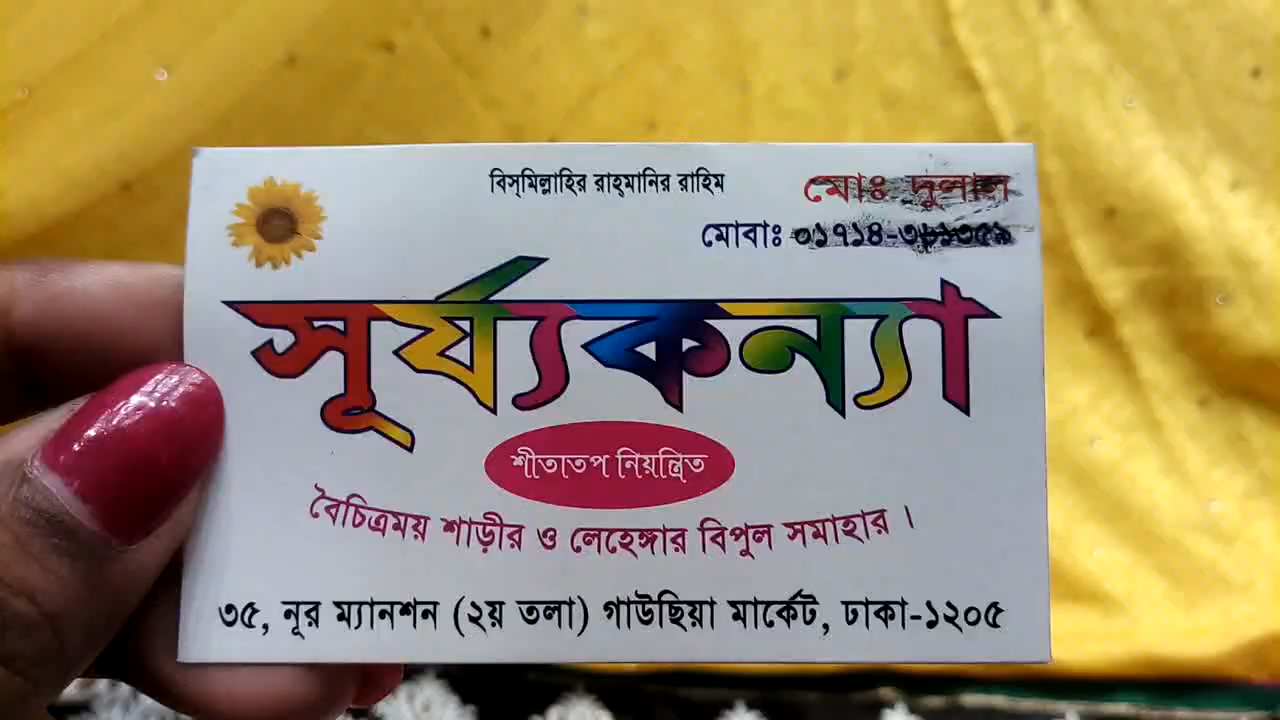 বিস্‌মিল্লাহির রাহ্‌মানির রাহিম
মোঃ দুলাল
মোবাঃ
সূর্য্যকন্যা
শীতাতপ নিয়ন্ত্রিত
বৈচিত্রময় শাড়ীর ও লেহেঙ্গার বিপুল সমাহার ।
৩৫, নূর ম্যানশন (২য় তলা) গাউছিয়া মার্কেট, ঢাকা-১২০৫